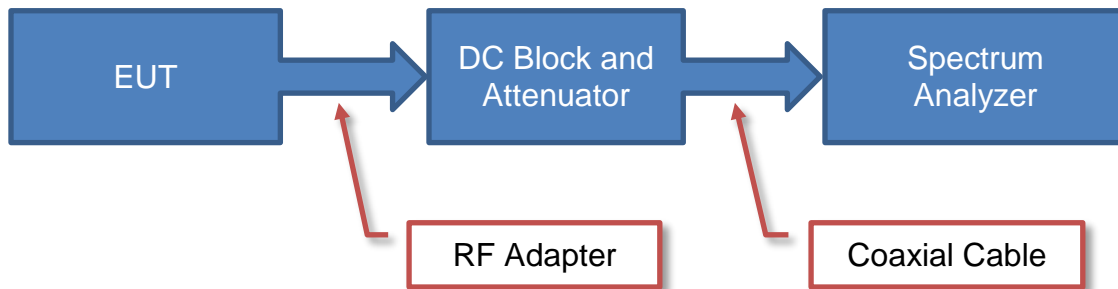 EUT
DC Block and
Attenuator
Spectrum
Analyzer
RF Adapter
Coaxial Cable